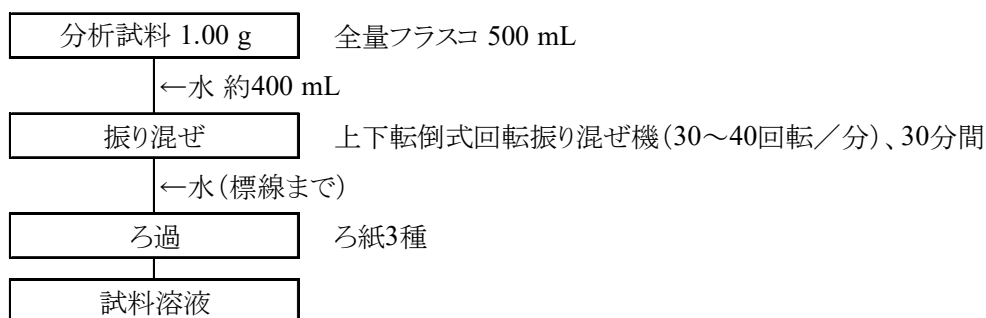 分析試料 1.00 g 全量フラスコ 500 mL
←水 約400 mL
振り混ぜ 上下転倒式回転振り混ぜ機(30～40回転／分)、30分間
←水(標線まで)
ろ過 ろ紙3種
試料溶液